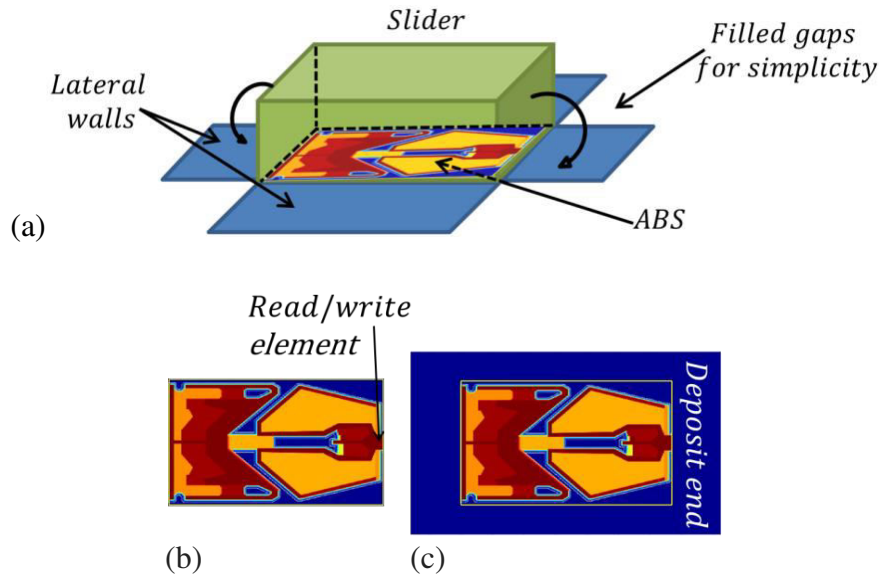 Slider
Filled gaps
for simplicity
Lateral
walls
ABS
(a)
Read/write
element
Deposit end
(b)
(c)